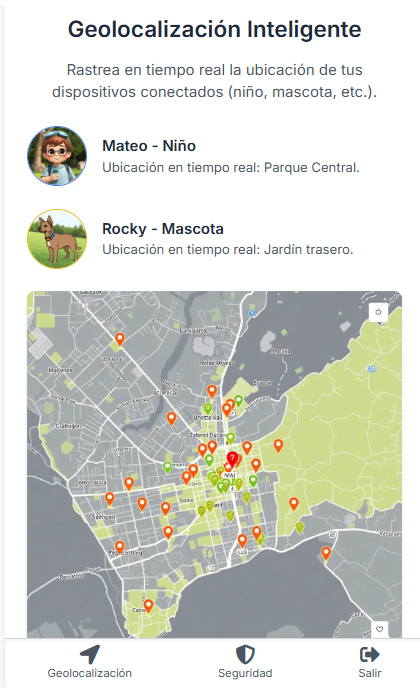 Geolocalización Inteligente
Rastrea en tiempo real la ubicación de tus
dispositivos conectados (niño, mascota, etc.).
Mateo - Niño
Ubicación en tiempo real: Parque Central.
Rocky - Mascota
Ubicación en tiempo real: Jardín trasero.
?
LLS
Geolocalización
Seguridad
Salir